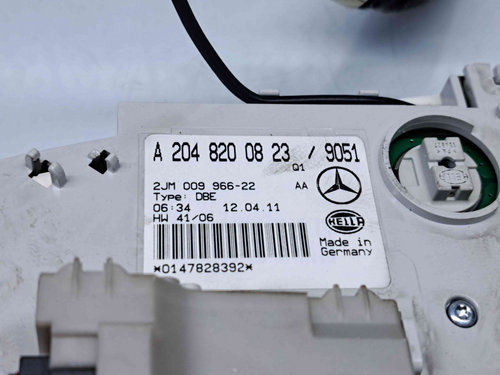 A 204 820 08 23 / 9051
Q1
2JM 009 966-22 AA
Type: DBE
06:34 12.04.11
HW 41/06
HELLA
Made in
Germany
*0147828392*